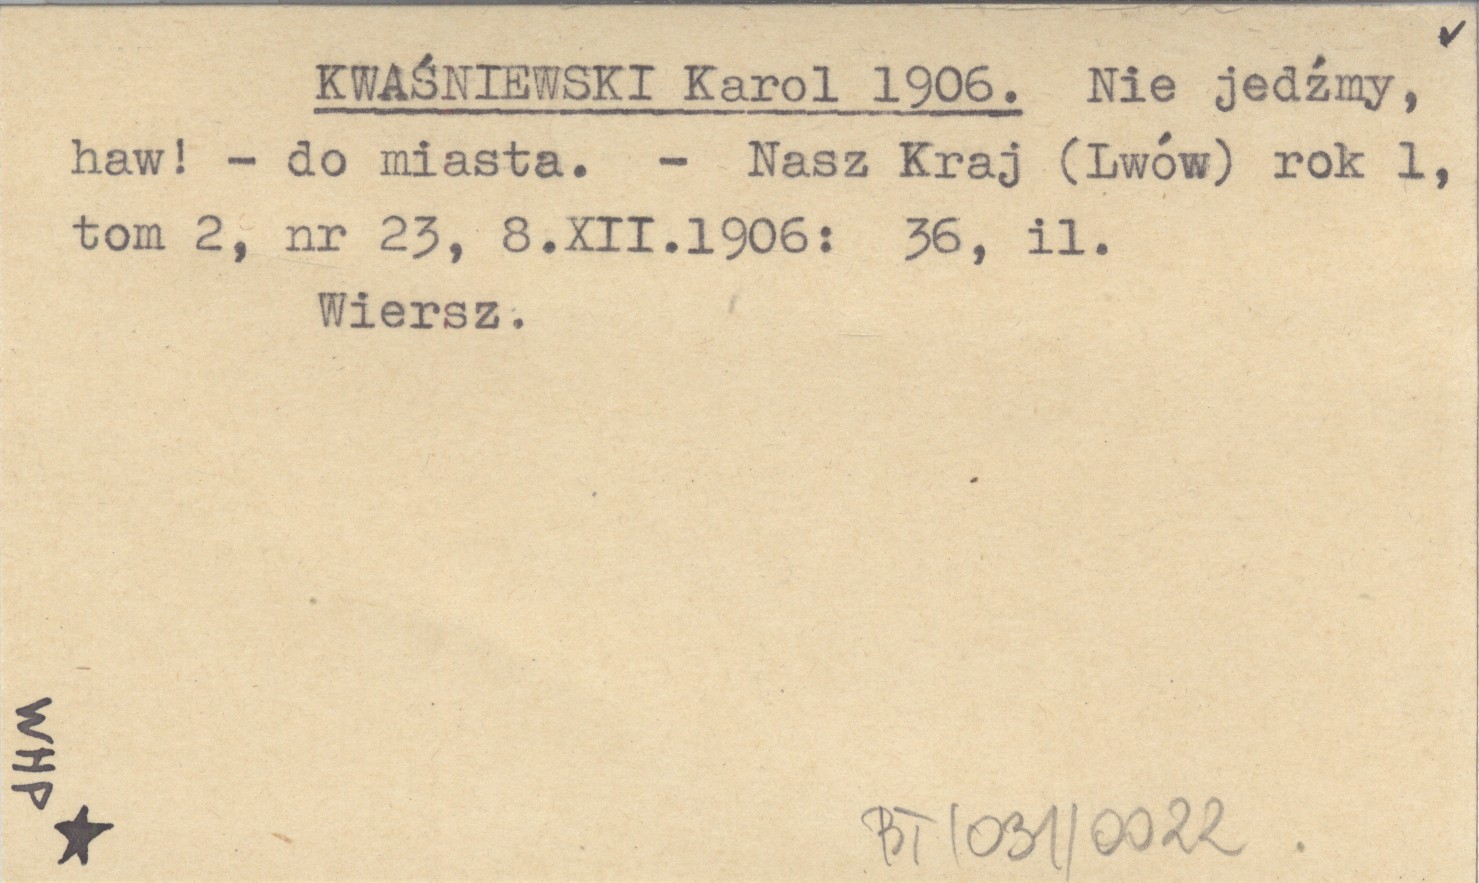 KWAŚNIEWSKI Karol 1906. Nie jedźmy,
haw! - do miasta. - Nasz Kraj (Lwów) rok 1,
tom 2, nr 23, 8.XII.1906: 36, il.
Wiersz.
WHP
BT/031/0022.